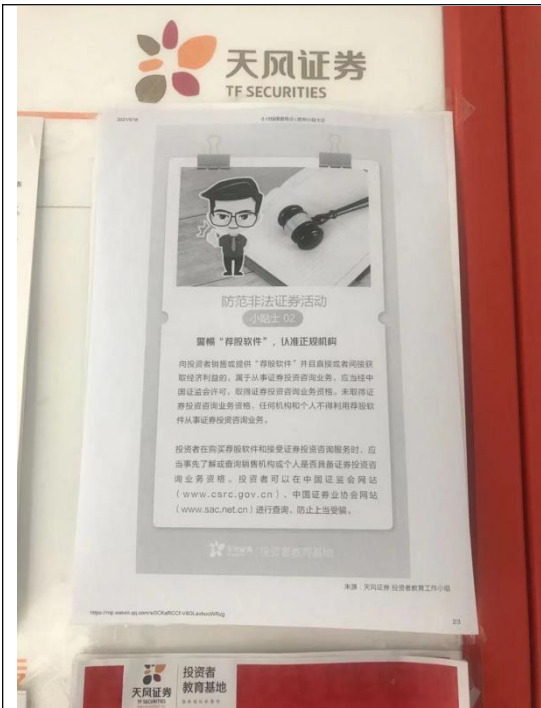 天风证券
TF SECURITIES
防范非法证券活动
小贴士 02
警惕“荐股软件”，认准正规机构
向投资者销售或提供“荐股软件”并且直接或者间接获
取经济利益的，属于从事证券投资咨询业务，应当经中
国证监会许可，取得证券投资咨询业务资格。未取得证
券投资咨询业务资格，任何机构和个人不得利用荐股软
件从事证券投资咨询业务。
投资者在购买荐股软件和接受证券投资咨询服务时，应
当事先了解或查询销售机构或个人是否具备证券投资咨
询业务资格。投资者可以在中国证监会网站
（www.csrc.gov.cn）、中国证券业协会网站
（www.sac.net.cn）进行查询，防止上当受骗。
天风证券 投资者教育基地
来源：天风证券 投资者教育工作小组
2/3
天风证券
TF SECURITIES
投资者
教育基地